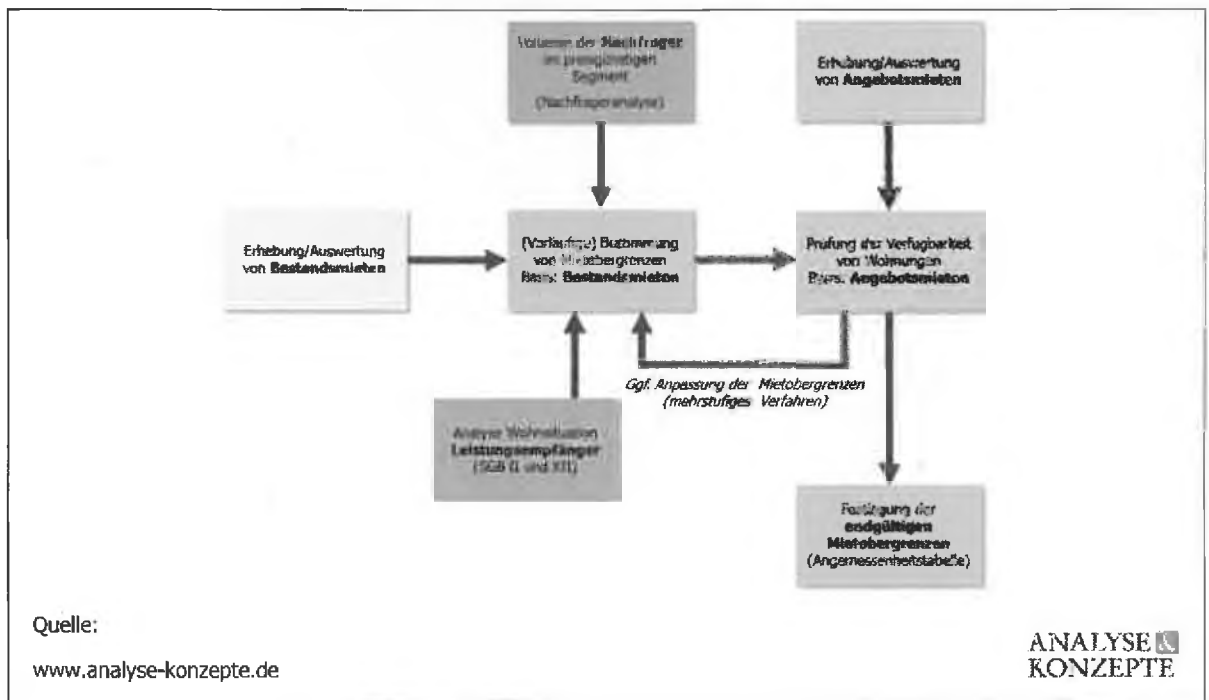 Volumen der Nachfrager
im preisgünstigen
Segment
(Nachfrageranalyse)
Erhebung/Auswertung
von Angebotsmieten
Erhebung/Auswertung
von Bestandsmieten
(Vorläufige) Bestimmung
von Mietobergrenzen
Basis: Bestandsmieten
Prüfung der Verfügbarkeit
von Wohnungen
Basis: Angebotsmieten
Ggf. Anpassung der Mietobergrenzen
(mehrstufiges Verfahren)
Analyse Wohnsituation
Leistungsempfänger
(SGB II und XII)
Festlegung der
endgültigen
Mietobergrenzen
(Angemessenheitstabelle)
Quelle:
www.analyse-konzepte.de
ANALYSE &
KONZEPTE